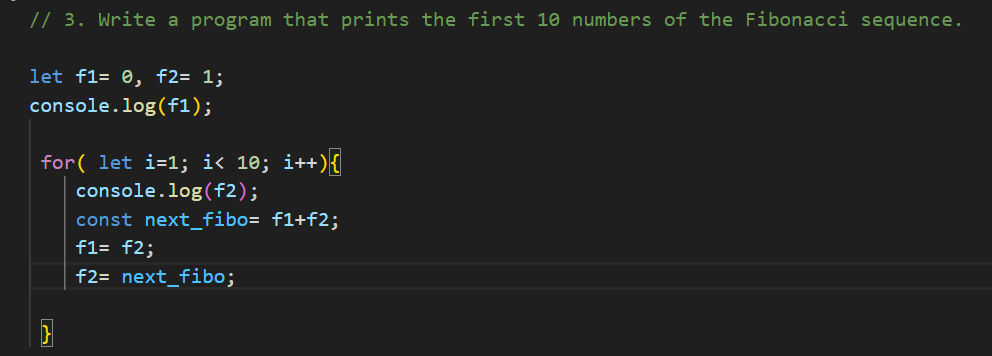 // 3. Write a program that prints the first 10 numbers of the Fibonacci sequence.
let f1= 0, f2= 1;
console.log(f1);
for( let i=1; i< 10; i++){
console.log(f2);
const next_fibo= f1+f2;
f1= f2;
f2= next_fibo;
}